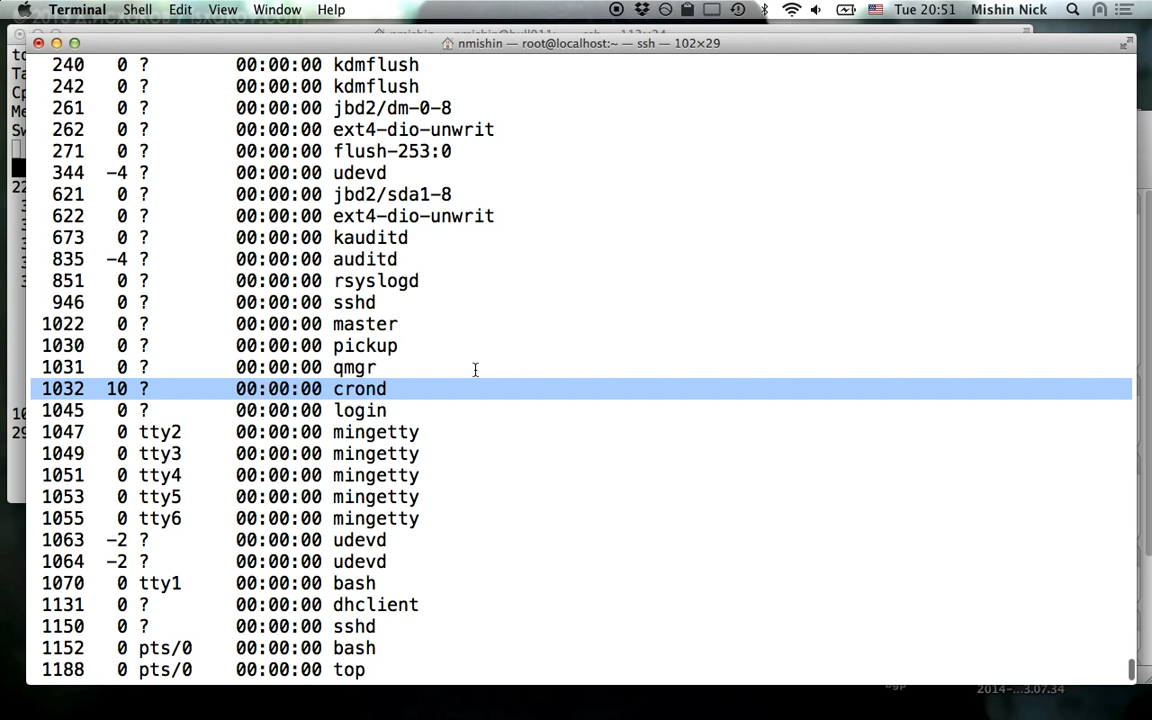 Terminal Shell Edit View Window Help Tue 20:51 Mishin Nick
nmishin — root@localhost:~ — ssh — 102×29
240 0 ? 00:00:00 kdmflush
242 0 ? 00:00:00 kdmflush
261 0 ? 00:00:00 jbd2/dm-0-8
262 0 ? 00:00:00 ext4-dio-unwrit
271 0 ? 00:00:00 flush-253:0
344 -4 ? 00:00:00 udevd
621 0 ? 00:00:00 jbd2/sda1-8
622 0 ? 00:00:00 ext4-dio-unwrit
673 0 ? 00:00:00 kauditd
835 -4 ? 00:00:00 auditd
851 0 ? 00:00:00 rsyslogd
946 0 ? 00:00:00 sshd
1022 0 ? 00:00:00 master
1030 0 ? 00:00:00 pickup
1031 0 ? 00:00:00 qmgr
1032 10 ? 00:00:00 crond
1045 0 ? 00:00:00 login
1047 0 tty2 00:00:00 mingetty
1049 0 tty3 00:00:00 mingetty
1051 0 tty4 00:00:00 mingetty
1053 0 tty5 00:00:00 mingetty
1055 0 tty6 00:00:00 mingetty
1063 -2 ? 00:00:00 udevd
1064 -2 ? 00:00:00 udevd
1070 0 tty1 00:00:00 bash
1131 0 ? 00:00:00 dhclient
1150 0 ? 00:00:00 sshd
1152 0 pts/0 00:00:00 bash
1188 0 pts/0 00:00:00 top
2014-...3.07.34